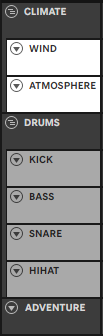 CLIMATE
WIND
ATMOSPHERE
DRUMS
KICK
BASS
SNARE
HIHAT
ADVENTURE